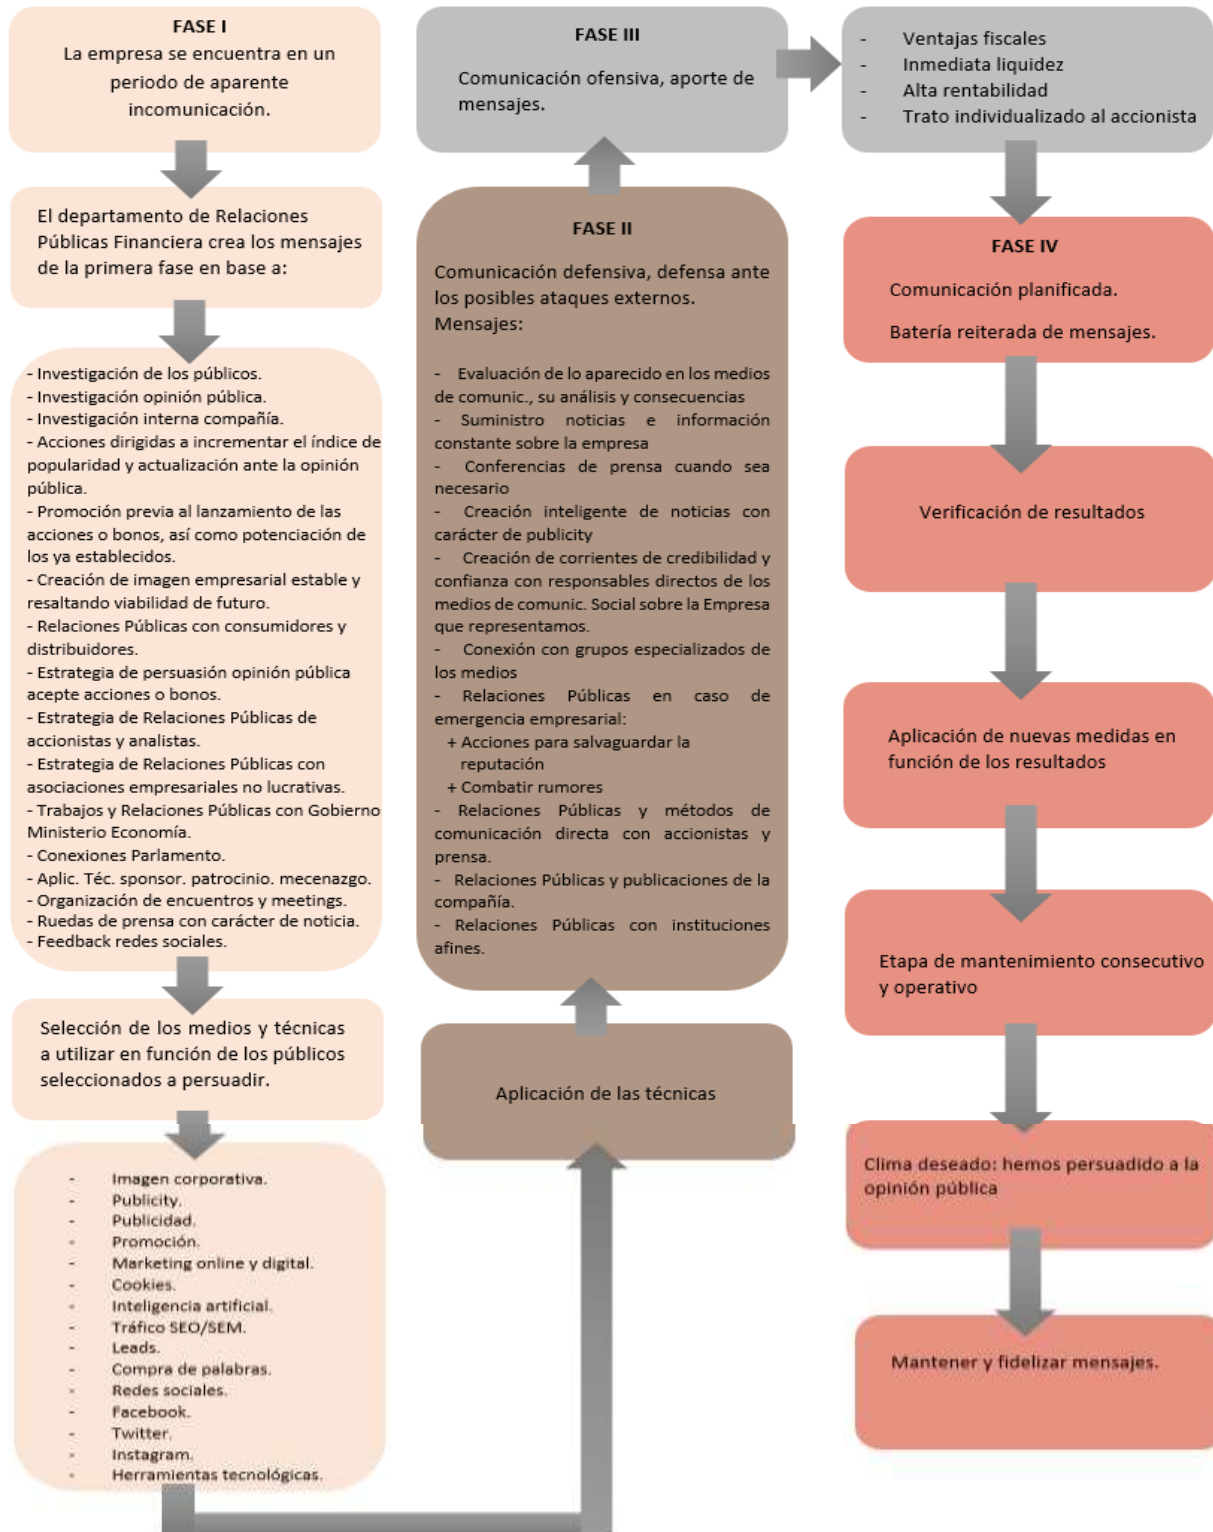 FASE I
La empresa se encuentra en un
periodo de aparente
incomunicación.
El departamento de Relaciones
Públicas Financiera crea los mensajes
de la primera fase en base a:
- Investigación de los públicos.
- Investigación opinión pública.
- Investigación interna compañía.
- Acciones dirigidas a incrementar el índice de
popularidad y actualización ante la opinión
pública.
- Promoción previa al lanzamiento de las
acciones o bonos, así como potenciación de
los ya establecidos.
- Creación de imagen empresarial estable y
resaltando viabilidad de futuro.
- Relaciones Públicas con consumidores y
distribuidores.
- Estrategia de persuasión opinión pública
acepte acciones o bonos.
- Estrategia de Relaciones Públicas de
accionistas y analistas.
- Estrategia de Relaciones Públicas con
asociaciones empresariales no lucrativas.
- Trabajos y Relaciones Públicas con Gobierno
Ministerio Economía.
- Conexiones Parlamento.
- Aplic. Téc. sponsor. patrocinio. mecenazgo.
- Organización de encuentros y meetings.
- Ruedas de prensa con carácter de noticia.
- Feedback redes sociales.
Selección de los medios y técnicas
a utilizar en función de los públicos
seleccionados a persuadir.
- Imagen corporativa.
- Publicity.
- Publicidad.
- Promoción.
- Marketing online y digital.
- Cookies.
- Inteligencia artificial.
- Tráfico SEO/SEM.
- Leads.
- Compra de palabras.
- Redes sociales.
- Facebook.
- Twitter.
- Instagram.
- Herramientas tecnológicas.
Aplicación de las técnicas
FASE II
Comunicación defensiva, defensa ante
los posibles ataques externos.
Mensajes:
- Evaluación de lo aparecido en los medios
de comunic., su análisis y consecuencias
- Suministro noticias e información
constante sobre la empresa
- Conferencias de prensa cuando sea
necesario
- Creación inteligente de noticias con
carácter de publicity
- Creación de corrientes de credibilidad y
confianza con responsables directos de los
medios de comunic. Social sobre la Empresa
que representamos.
- Conexión con grupos especializados de
los medios
- Relaciones Públicas en caso de
emergencia empresarial:
+ Acciones para salvaguardar la
reputación
+ Combatir rumores
- Relaciones Públicas y métodos de
comunicación directa con accionistas y
prensa.
- Relaciones Públicas y publicaciones de la
compañía.
- Relaciones Públicas con instituciones
afines.
FASE III
Comunicación ofensiva, aporte de
mensajes.
- Ventajas fiscales
- Inmediata liquidez
- Alta rentabilidad
- Trato individualizado al accionista
FASE IV
Comunicación planificada.
Batería reiterada de mensajes.
Verificación de resultados
Aplicación de nuevas medidas en
función de los resultados
Etapa de mantenimiento consecutivo
y operativo
Clima deseado: hemos persuadido a la
opinión pública
Mantener y fidelizar mensajes.